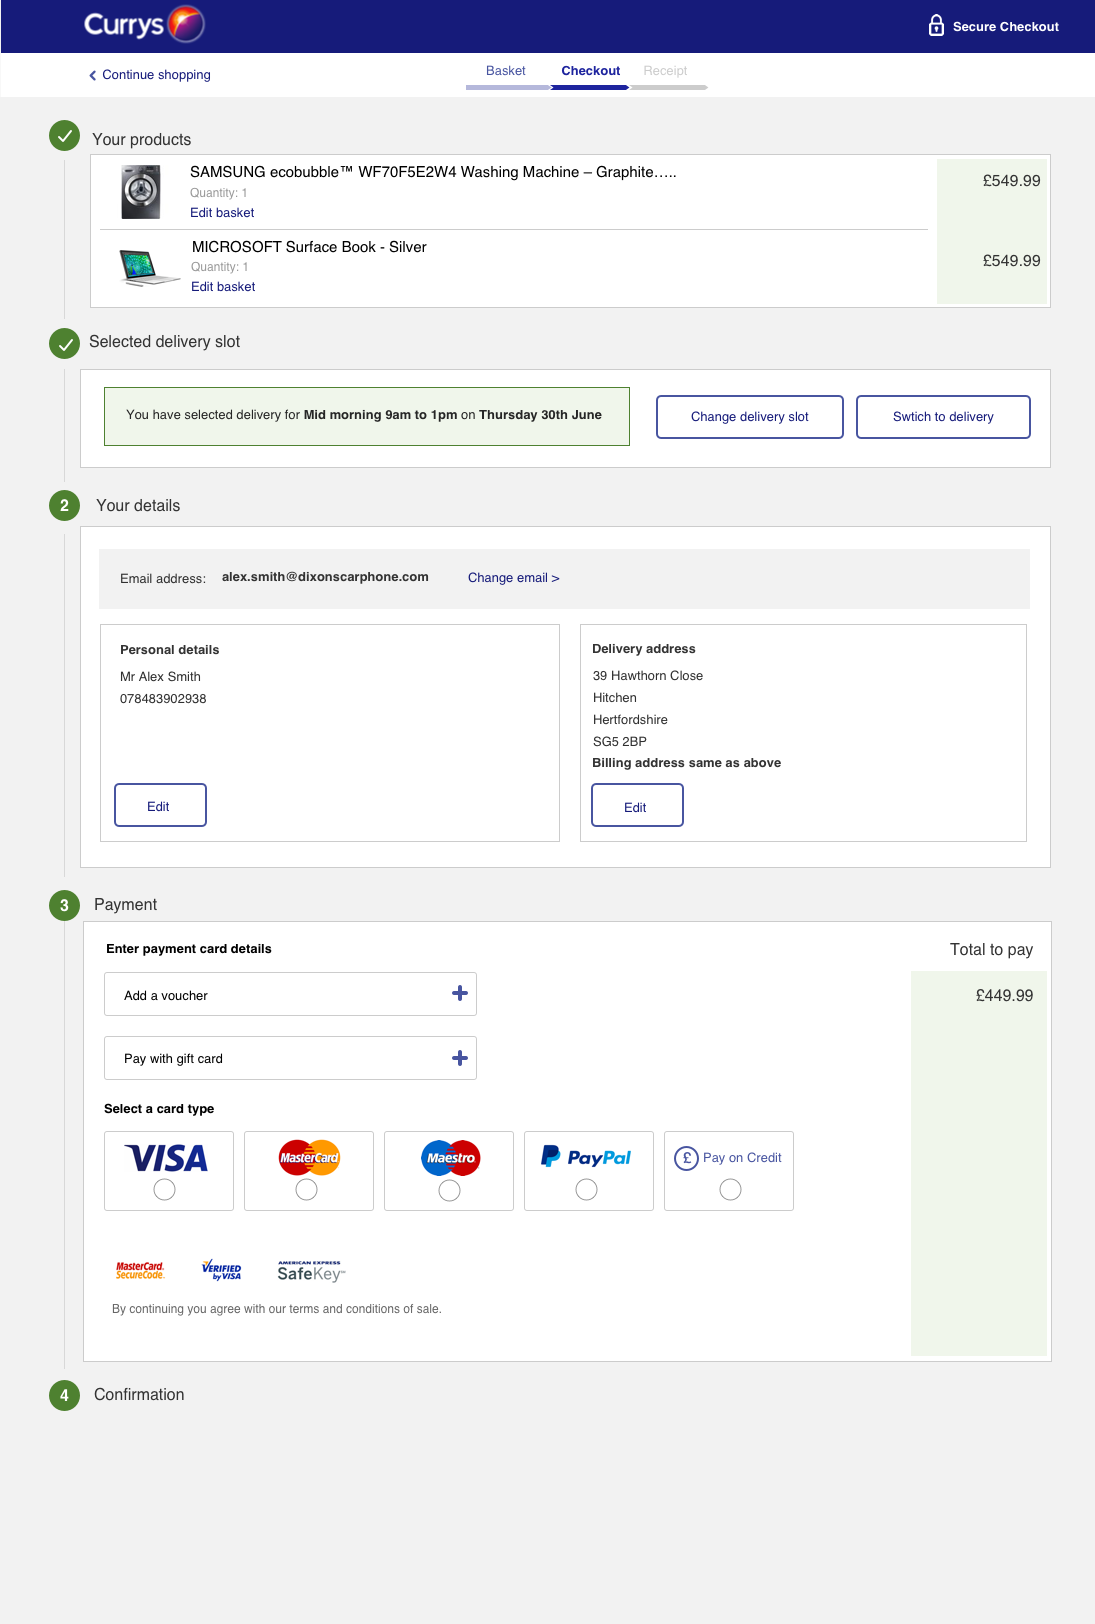 Currys
Secure Checkout
Continue shopping
Basket
Checkout
Receipt
Your products
SAMSUNG ecobubble™ WF70F5E2W4 Washing Machine – Graphite…..
£549.99
Quantity: 1
Edit basket
MICROSOFT Surface Book - Silver
£549.99
Quantity: 1
Edit basket
Selected delivery slot
You have selected delivery for Mid morning 9am to 1pm on Thursday 30th June
Change delivery slot
Swtich to delivery
2
Your details
Email address: alex.smith@dixonscarphone.com
Change email >
Personal details
Mr Alex Smith
078483902938
Edit
Delivery address
39 Hawthorn Close
Hitchen
Hertfordshire
SG5 2BP
Billing address same as above
Edit
3
Payment
Enter payment card details
Total to pay
£449.99
Add a voucher
Pay with gift card
Select a card type
VISA
MasterCard
Maestro
PayPal
£ Pay on Credit
MasterCard.
SecureCode.
VERIFIED
by VISA
AMERICAN EXPRESS
SafeKey℠
By continuing you agree with our terms and conditions of sale.
4
Confirmation